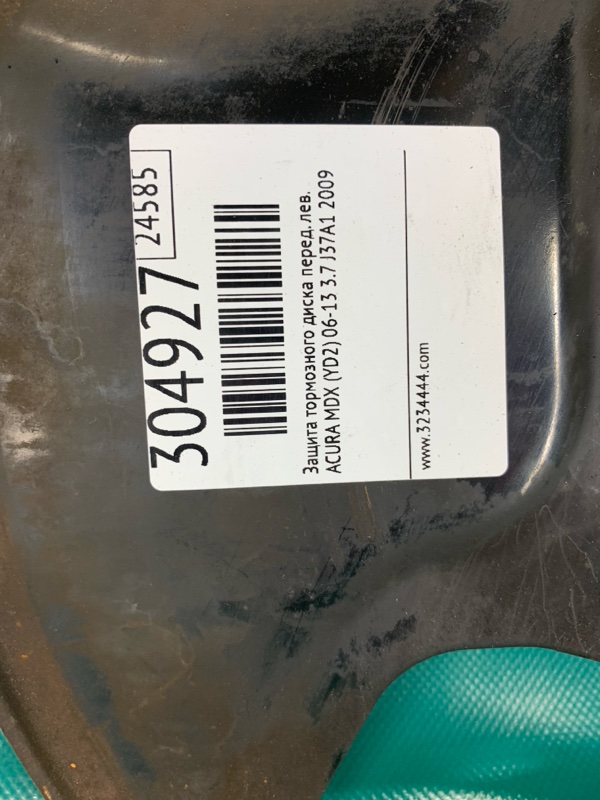 304927
24585
Защита тормозного диска перед. лев.
ACURA MDX (YD2) 06-13 3.7 J37A1 2009
www.3234444.com